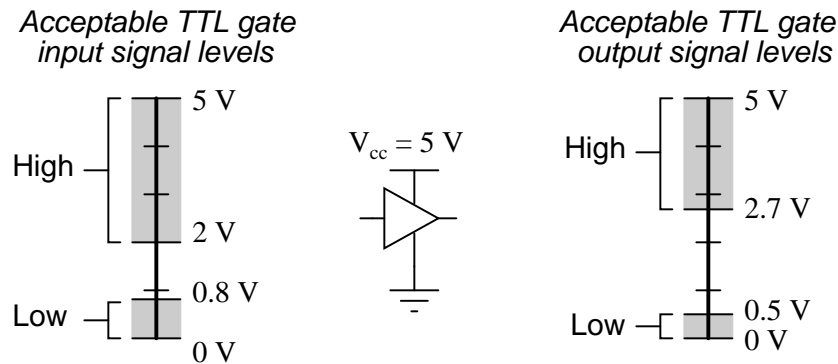 Acceptable TTL gate
input signal levels
High
5 V
2 V
Low
0.8 V
0 V
V_cc = 5 V
Acceptable TTL gate
output signal levels
High
5 V
2.7 V
Low
0.5 V
0 V